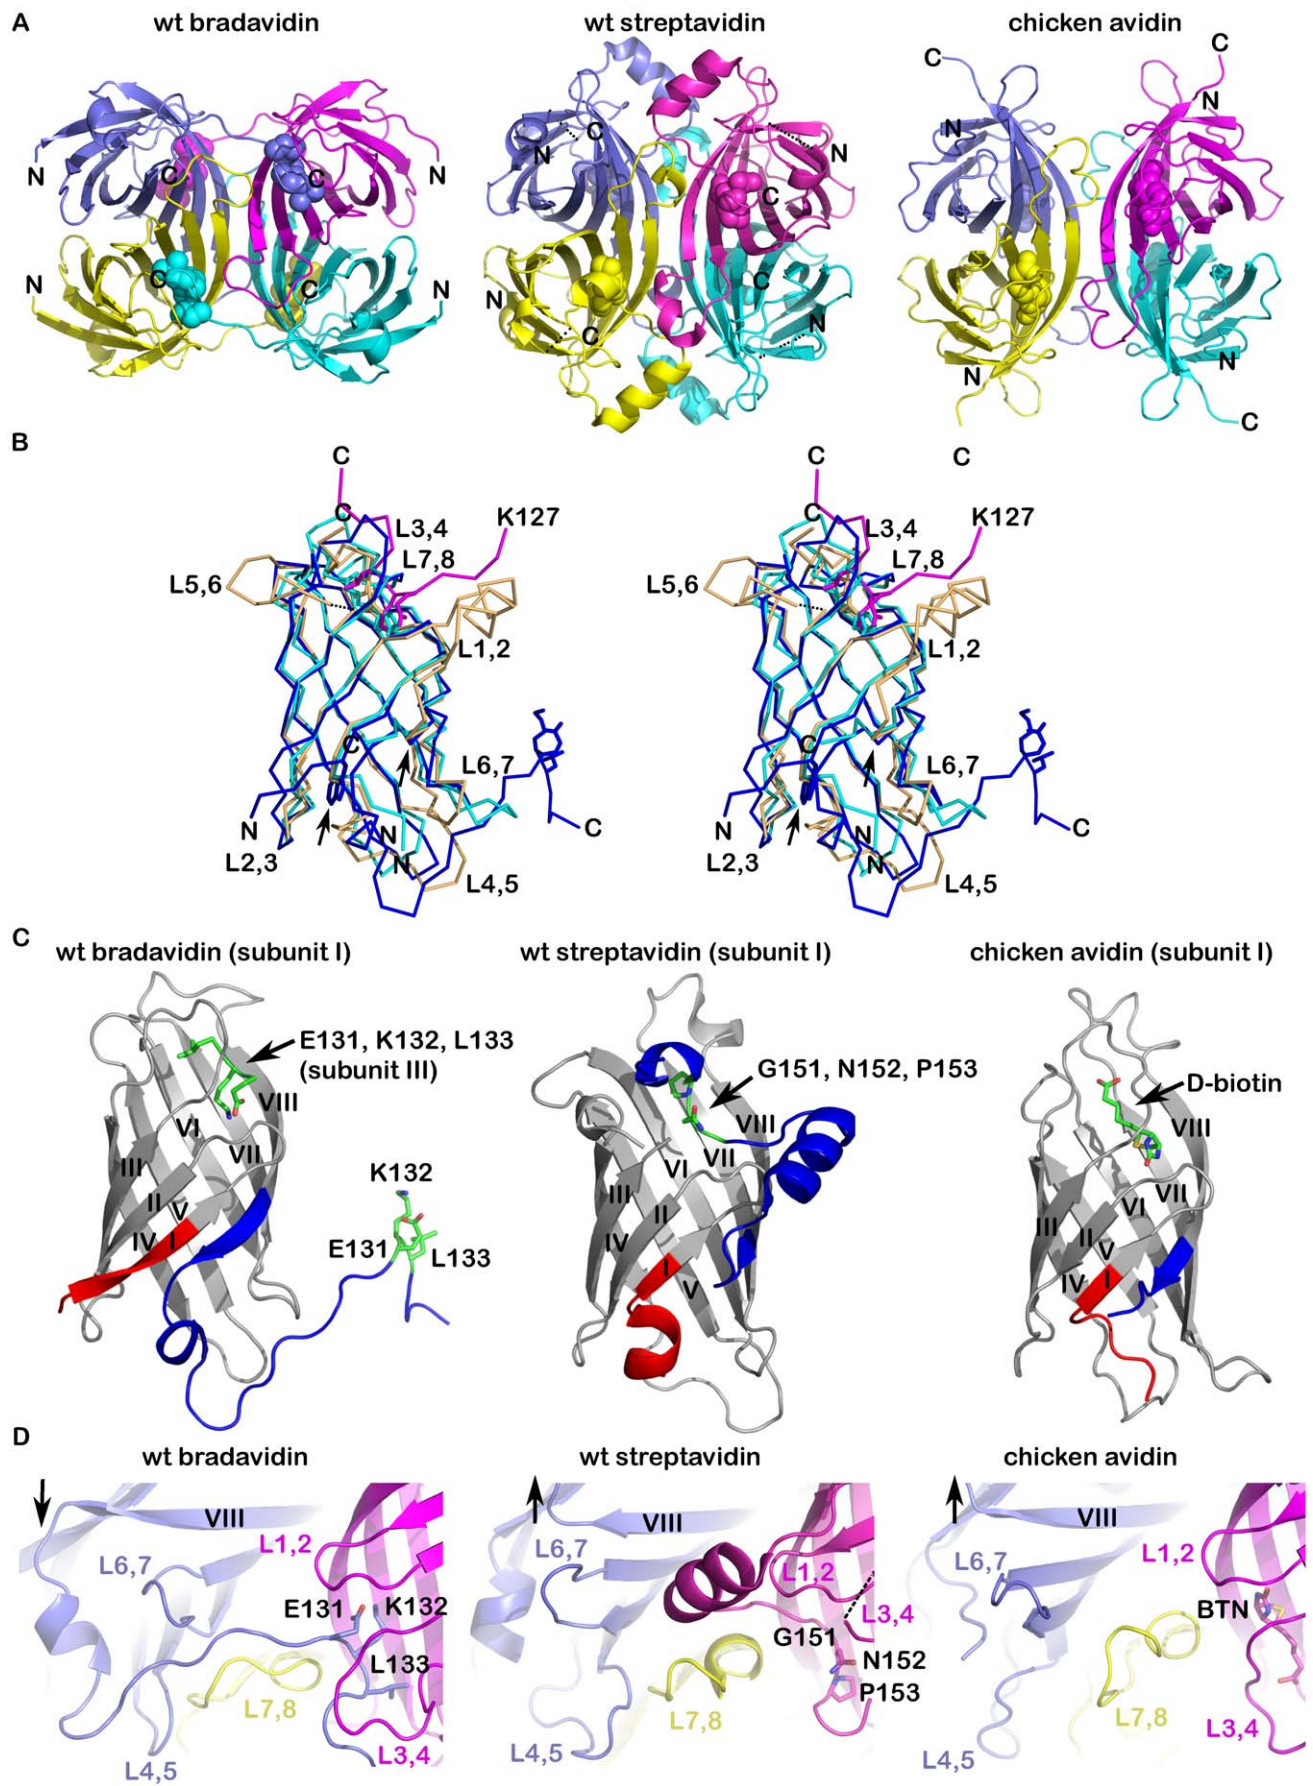 A
wt bradavidin
wt streptavidin
chicken avidin
N
C
C
N
N
C
C
N
C
N
C
N
C
N
C
C
N
C
C
N
N
N
N
C
B
C
C
L3,4
K127
L7,8
L5,6
L1,2
C
L6,7
N
N
N
C
L2,3
L4,5
C
C
C
L3,4
K127
L7,8
L5,6
L1,2
C
L6,7
N
N
N
C
L2,3
L4,5
C
wt bradavidin (subunit I)
E131, K132, L133
(subunit III)
VIII
VI
VII
III
II
V
IV
I
K132
E131
L133
wt streptavidin (subunit I)
G151, N152, P153
VIII
VII
VI
III
II
IV
I
V
chicken avidin (subunit I)
D-biotin
VIII
VII
VI
III
II
V
IV
I
D
wt bradavidin
VIII
L1,2
L6,7
E131
K132
L133
L7,8
L4,5
L3,4
wt streptavidin
VIII
L6,7
L1,2
L3,4
G151
N152
P153
L7,8
L4,5
chicken avidin
VIII
L6,7
L1,2
BTN
L7,8
L3,4
L4,5